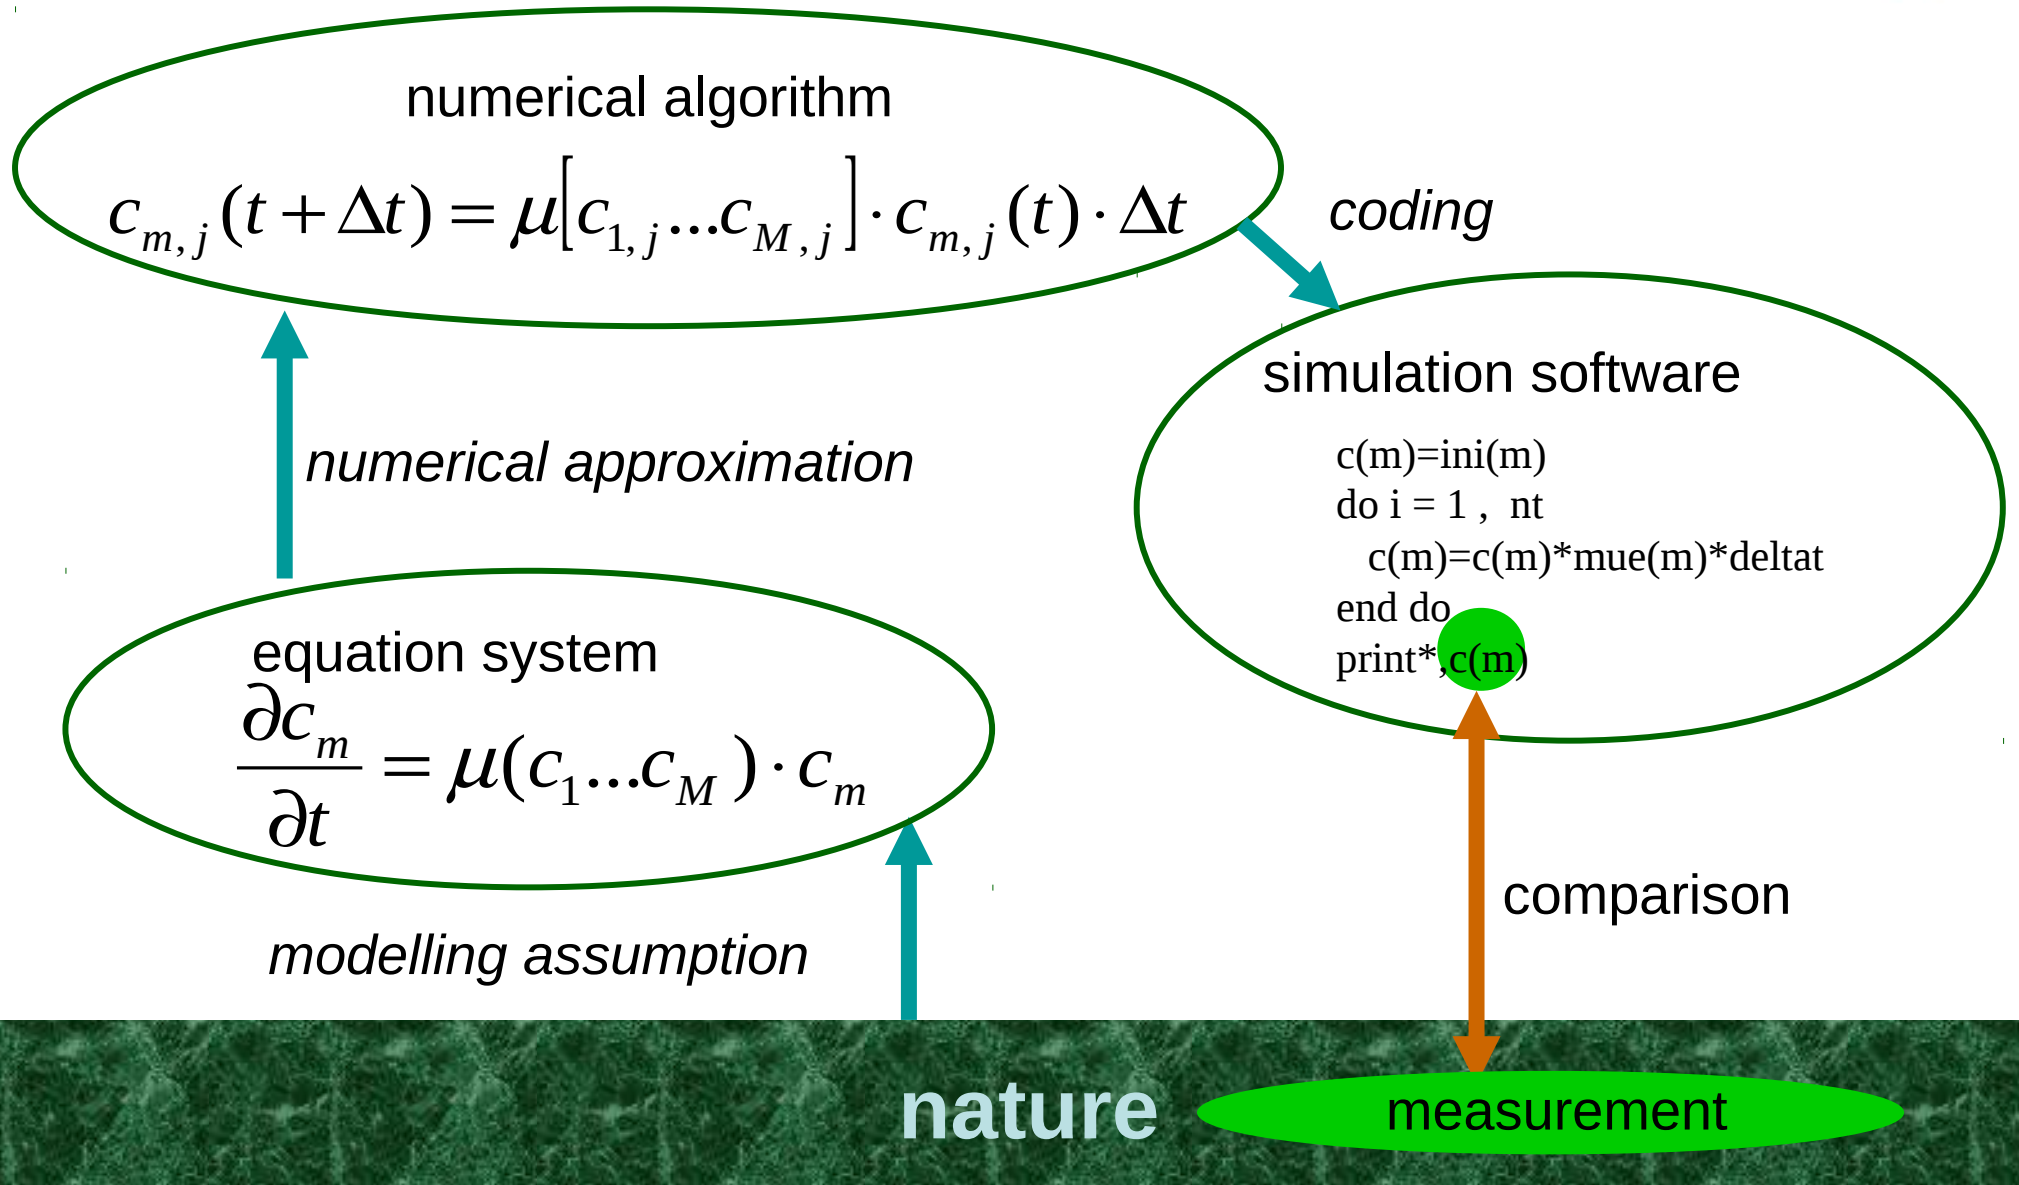 numerical algorithm
c_{m,j}(t + Δt) = μ[c_{1,j}...c_{M,j}] · c_{m,j}(t) · Δt
coding
simulation software
c(m)=ini(m)
do i = 1 ,  nt
c(m)=c(m)*mue(m)*deltat
end do
print*,c(m)
numerical approximation
equation system
∂c_m/∂t = μ(c_1...c_M) · c_m
comparison
modelling assumption
nature
measurement